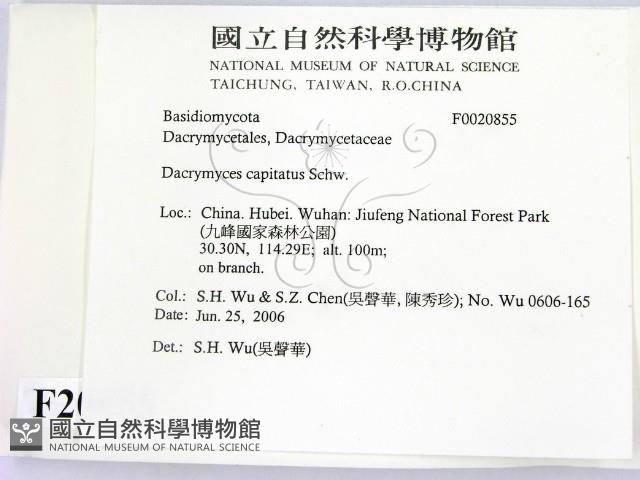 國立自然科學博物館
NATIONAL MUSEUM OF NATURAL SCIENCE
TAICHUNG, TAIWAN, R.O.CHINA
Basidiomycota F0020855
Dacrymycetales, Dacrymycetaceae
Dacrymyces capitatus Schw.
Loc.: China. Hubei. Wuhan: Jiufeng National Forest Park
(九峰國家森林公園)
30.30N, 114.29E; alt. 100m;
on branch.
Col.: S.H. Wu & S.Z. Chen(吳聲華, 陳秀珍); No. Wu 0606-165
Date: Jun. 25, 2006
Det.: S.H. Wu(吳聲華)
國立自然科學博物館
NATIONAL MUSEUM OF NATURAL SCIENCE